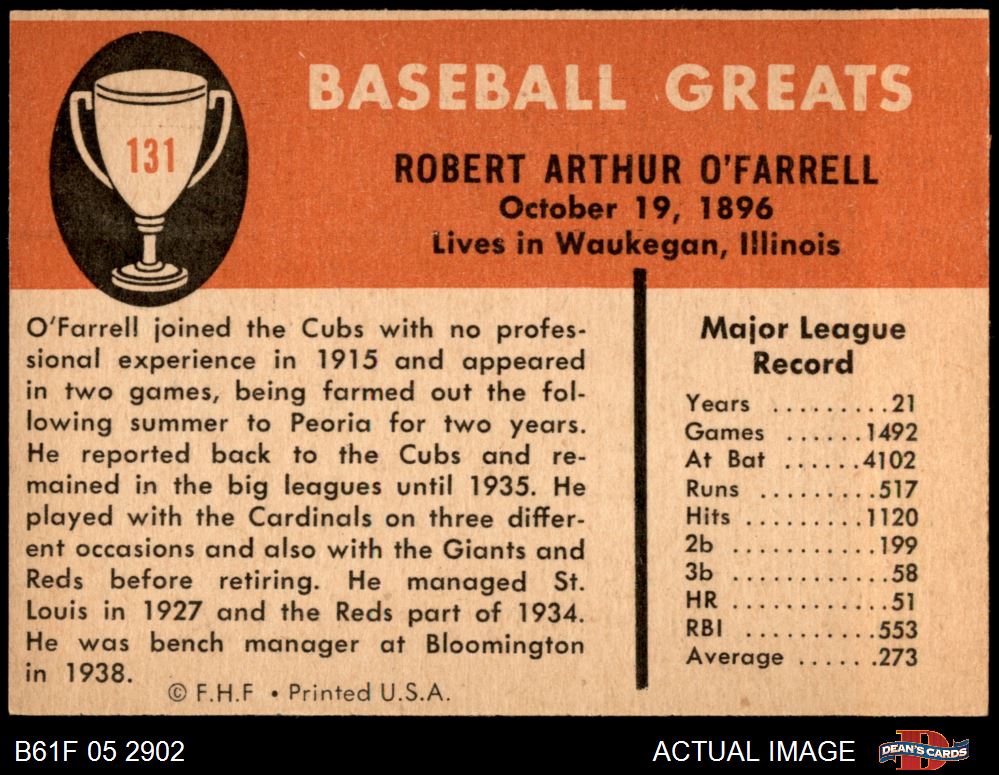 131
BASEBALL GREATS
ROBERT ARTHUR O'FARRELL
October 19, 1896
Lives in Waukegan, Illinois
O'Farrell joined the Cubs with no profes-
sional experience in 1915 and appeared
in two games, being farmed out the fol-
lowing summer to Peoria for two years.
He reported back to the Cubs and re-
mained in the big leagues until 1935. He
played with the Cardinals on three differ-
ent occasions and also with the Giants and
Reds before retiring. He managed St.
Louis in 1927 and the Reds part of 1934.
He was bench manager at Bloomington
in 1938.
© F.H.F • Printed U.S.A.
Major League
Record
Years ........21
Games ......1492
At Bat ......4102
Runs .........517
Hits .........1120
2b ...........199
3b ............58
HR ............51
RBI ..........553
Average ......273
B61F 05 2902
ACTUAL IMAGE
D
DEAN'S CARDS